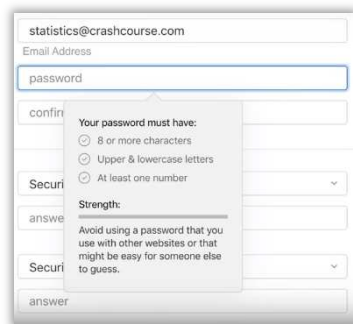 statistics@crashcourse.com
Email Address
password
confir
Your password must have:
8 or more characters
Upper & lowercase letters
At least one number
Strength:
Avoid using a password that you
use with other websites or that
might be easy for someone else
to guess.
Securi
answe
Securi
answer